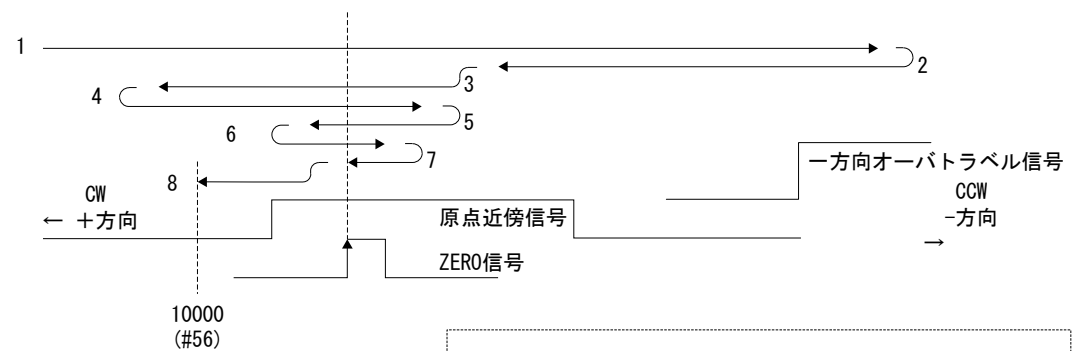 1
2
3
4
5
6
7
8
ー方向オーバトラベル信号
CW
← +方向
原点近傍信号
CCW
-方向
→
ZERO信号
10000
(#56)